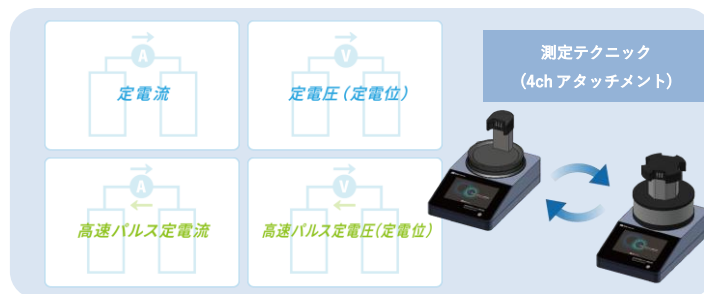 A
定電流
V
定電圧(定電位)
測定テクニック
(4ch アタッチメント)
A
高速パルス定電流
V
高速パルス定電圧(定電位)